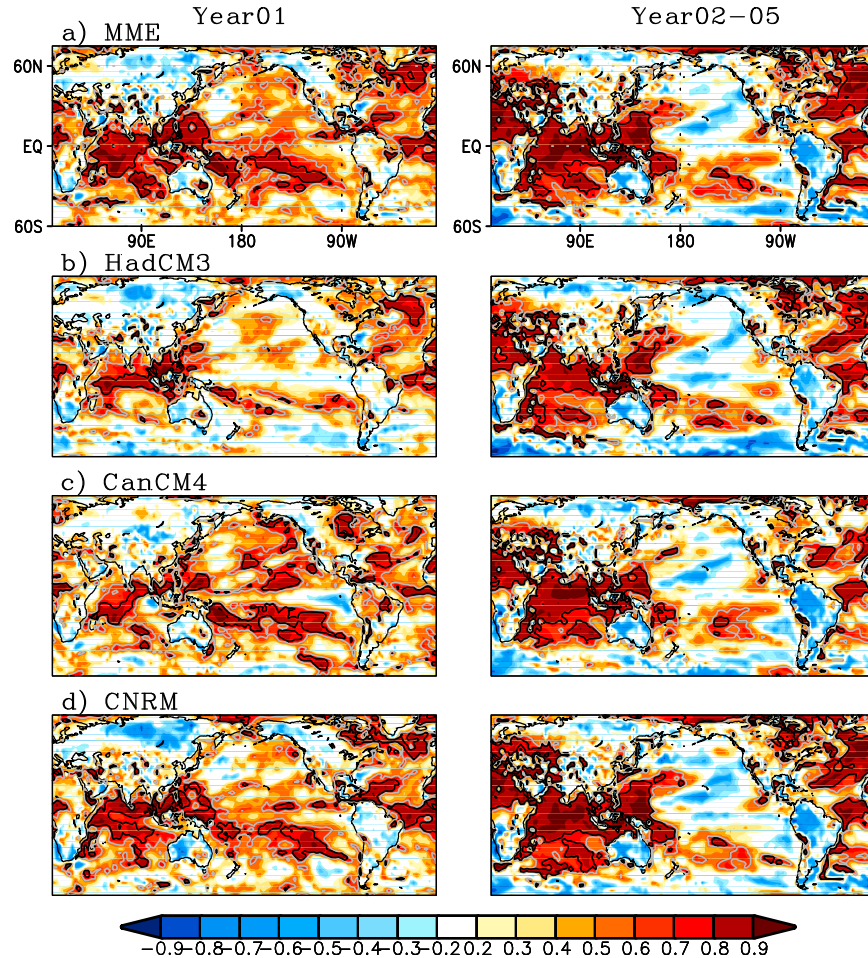 Year01 Year02-05
a) MME
60N 60N
EQ EQ
60S 60S
90E 180 90W 90E 180 90W
b) HadCM3
c) CanCM4
d) CNRM
-0.9-0.8-0.7-0.6-0.5-0.4-0.2 0.2 0.3 0.4 0.5 0.6 0.7 0.8 0.9